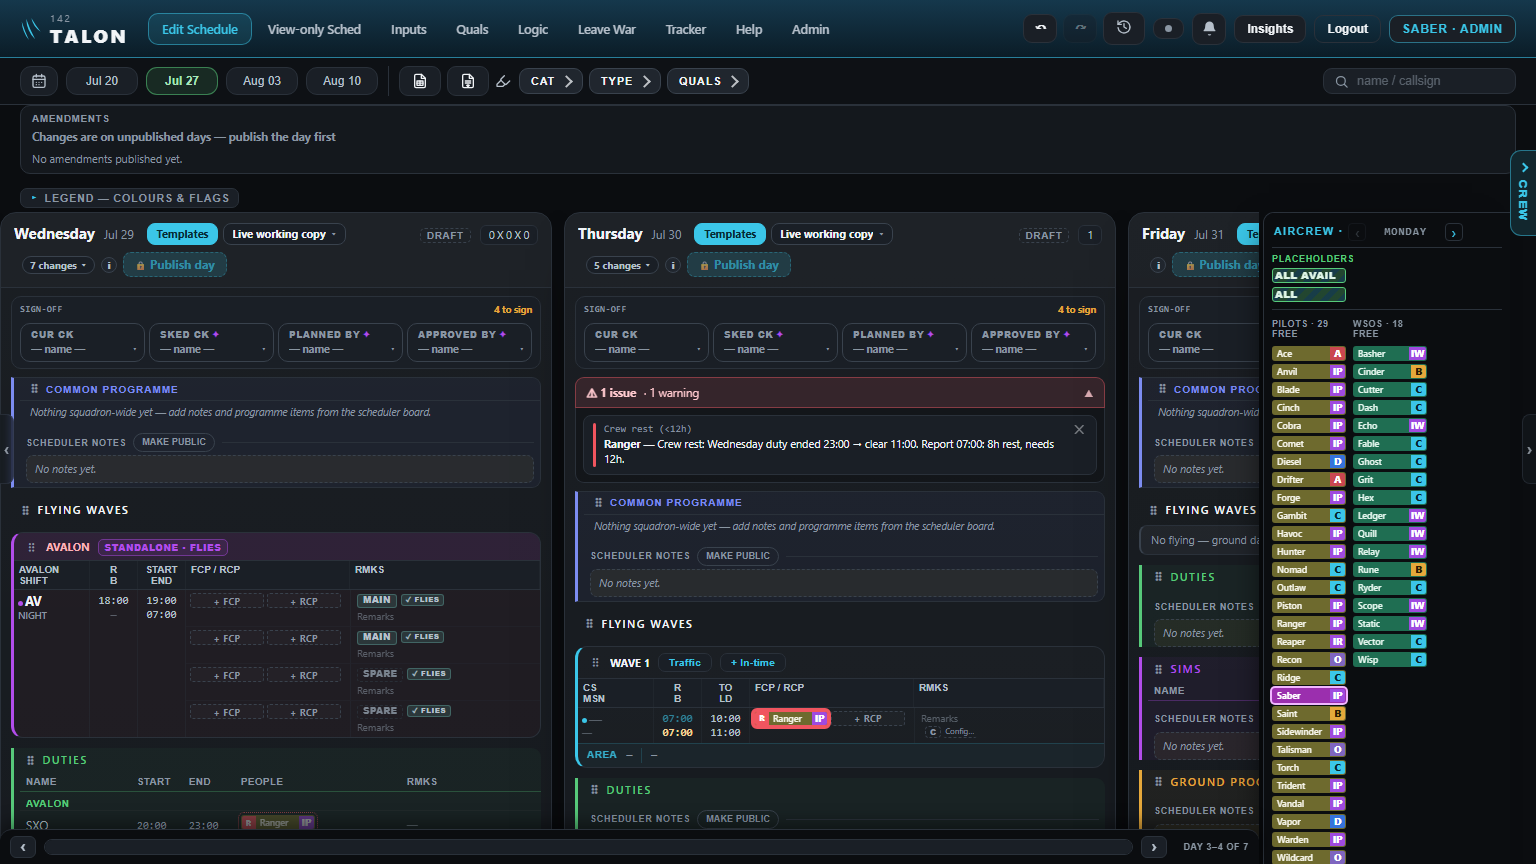 142
TALON
Edit Schedule
View-only Sched
Inputs
Quals
Logic
Leave War
Tracker
Help
Admin
Insights
Logout
SABER · ADMIN
Jul 20
Jul 27
Aug 03
Aug 10
CAT
TYPE
QUALS
name / callsign
AMENDMENTS
Changes are on unpublished days — publish the day first
No amendments published yet.
LEGEND — COLOURS & FLAGS
CREW
Wednesday Jul 29 Templates Live working copy DRAFT 0X0X0
7 changes i Publish day
SIGN-OFF 4 to sign
CUR CK SKED CK PLANNED BY APPROVED BY
— name — — name — — name — — name —
COMMON PROGRAMME
Nothing squadron-wide yet — add notes and programme items from the scheduler board.
SCHEDULER NOTES MAKE PUBLIC
No notes yet.
FLYING WAVES
AVALON STANDALONE · FLIES
AVALON R START FCP / RCP RMKS
SHIFT B END
AV 18:00 19:00 + FCP + RCP MAIN ✓ FLIES
NIGHT — 07:00 Remarks
+ FCP + RCP MAIN ✓ FLIES
Remarks
+ FCP + RCP SPARE ✓ FLIES
Remarks
+ FCP + RCP SPARE ✓ FLIES
Remarks
DUTIES
NAME START END PEOPLE RMKS
AVALON
SXO 20:00 23:00 R Ranger IP —
Thursday Jul 30 Templates Live working copy DRAFT 1
5 changes i Publish day
SIGN-OFF 4 to sign
CUR CK SKED CK PLANNED BY APPROVED BY
— name — — name — — name — — name —
1 issue · 1 warning
Crew rest (<12h)
Ranger — Crew rest: Wednesday duty ended 23:00 → clear 11:00. Report 07:00: 8h rest, needs
12h.
COMMON PROGRAMME
Nothing squadron-wide yet — add notes and programme items from the scheduler board.
SCHEDULER NOTES MAKE PUBLIC
No notes yet.
FLYING WAVES
WAVE 1 Traffic + In-time
CS R TO FCP / RCP RMKS
MSN B LD
— 07:00 10:00 R Ranger IP + RCP Remarks
— 07:00 11:00 C Config...
AREA — —
DUTIES
SCHEDULER NOTES MAKE PUBLIC
Friday Jul 31 Te
i Publish day
SIGN-OFF
CUR CK
— name —
COMMON PROG
Nothing squadron-wi
SCHEDULER NOTES
No notes yet.
FLYING WAVES
No flying — ground da
DUTIES
SCHEDULER NOTES
No notes yet.
SIMS
NAME
SCHEDULER NOTES
No notes yet.
GROUND PROG
SCHEDULER NOTES
AIRCREW · MONDAY
PLACEHOLDERS
ALL AVAIL
ALL
PILOTS · 29 WSOS · 18
FREE FREE
Ace A Basher IW
Anvil IP Cinder B
Blade IP Cutter C
Cinch IP Dash C
Cobra IP Echo IW
Comet IP Fable C
Diesel D Ghost C
Drifter A Grit C
Forge IP Hex C
Gambit C Ledger IW
Havoc IP Quill IW
Hunter IP Relay IW
Nomad C Rune B
Outlaw C Ryder C
Piston IP Scope IW
Ranger IP Static IW
Reaper IR Vector C
Recon O Wisp C
Ridge C
Saber IP
Saint B
Sidewinder IP
Talisman O
Torch C
Trident IP
Vandal IP
Vapor D
Warden IP
Wildcard O
DAY 3–4 OF 7